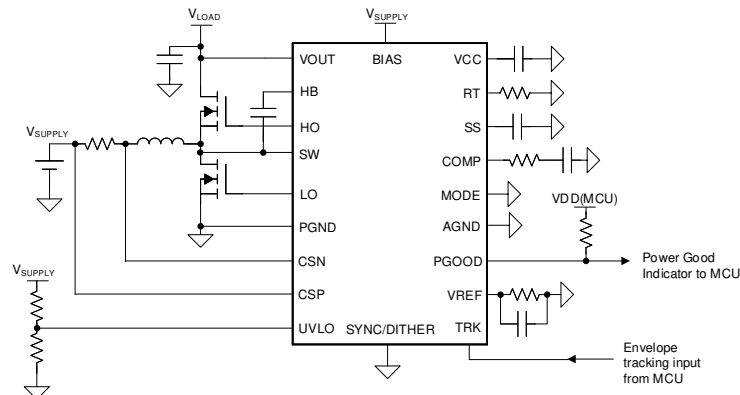 VLOAD
VSUPPLY
VOUT
BIAS
VCC
HB
RT
HO
SS
VSUPPLY
SW
COMP
LO
MODE
VDD(MCU)
PGND
AGND
CSN
PGOOD
Power Good
Indicator to MCU
VSUPPLY
CSP
VREF
UVLO
SYNC/DITHER
TRK
Envelope
tracking input
from MCU